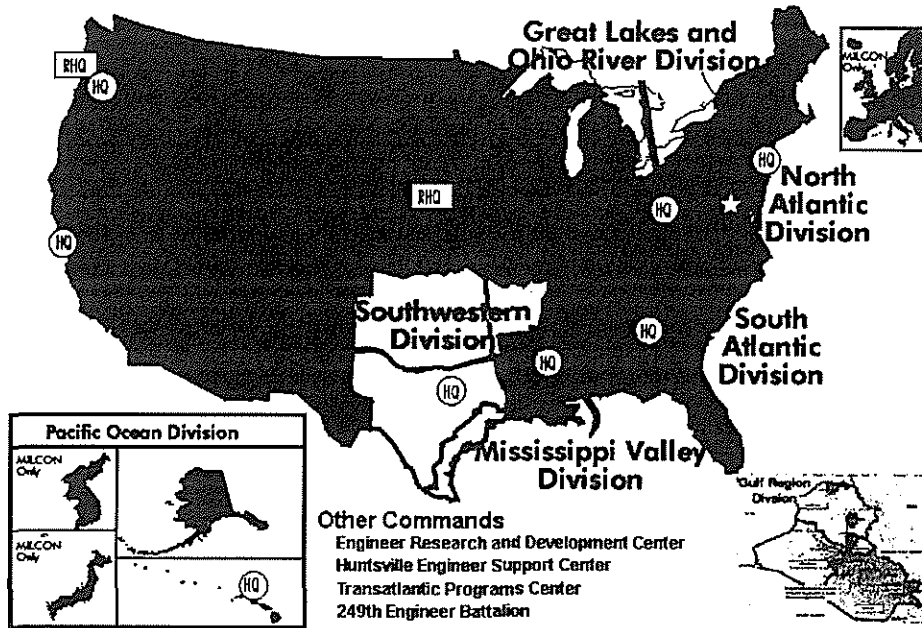 Great Lakes and
Ohio River Division
MILCON
Only
RHQ
HQ
HQ
North
Atlantic
Division
RHQ
HQ
HQ
Southwestern
Division
HQ
South
Atlantic
Division
HQ
HQ
Mississippi Valley
Division
Pacific Ocean Division
MILCON
Only
MILCON
Only
HQ
Gulf Region
Division
Other Commands
Engineer Research and Development Center
Huntsville Engineer Support Center
Transatlantic Programs Center
249th Engineer Battalion